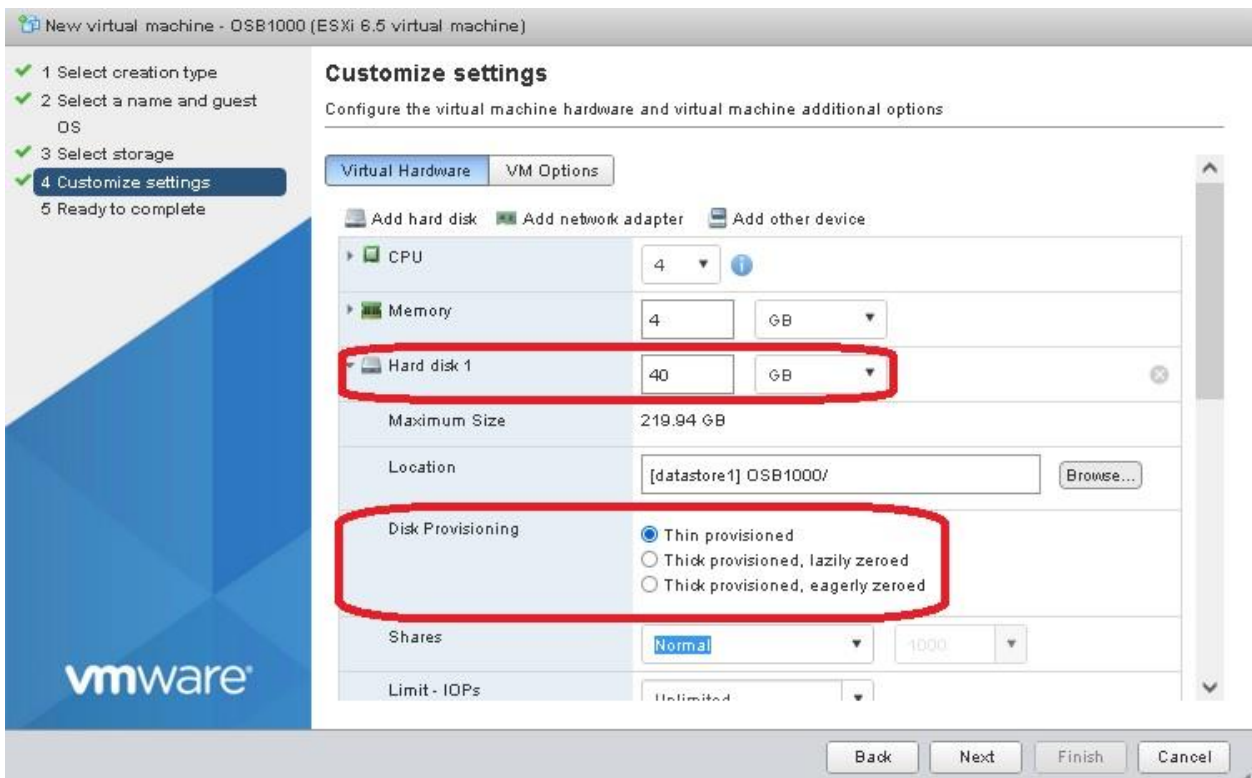 New virtual machine - OSB1000 (ESXi 6.5 virtual machine)
1 Select creation type
2 Select a name and guest
OS
3 Select storage
4 Customize settings
5 Ready to complete
vmware®
Customize settings
Configure the virtual machine hardware and virtual machine additional options
Virtual Hardware VM Options
Add hard disk Add network adapter Add other device
CPU 4
Memory 4 GB
Hard disk 1 40 GB
Maximum Size 219.94 GB
Location [datastore1] OSB1000/ Browse...
Disk Provisioning Thin provisioned
Thick provisioned, lazily zeroed
Thick provisioned, eagerly zeroed
Shares Normal 1000
Limit - IOPs Unlimited
Back Next Finish Cancel